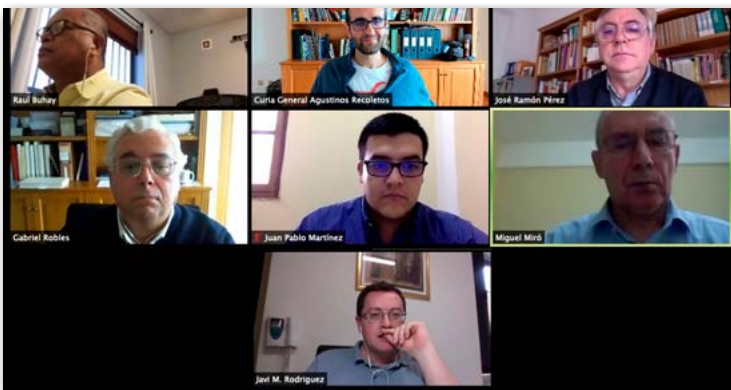 Raul Buhay
Curia General Agustinos Recoletos
José Ramón Pérez
Gabriel Robles
Juan Pablo Martínez
Miguel Miró
Javi M. Rodriguez